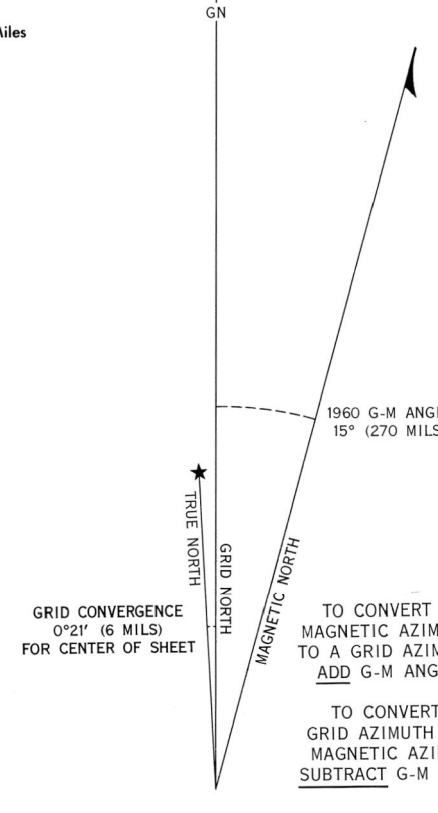 GN
Miles
1960 G-M ANGL
15° (270 MILS
TRUE NORTH
GRID NORTH
MAGNETIC NORTH
GRID CONVERGENCE
0°21′ (6 MILS)
FOR CENTER OF SHEET
TO CONVERT
MAGNETIC AZIM
TO A GRID AZIM
ADD G-M ANG
TO CONVERT
GRID AZIMUTH
MAGNETIC AZI
SUBTRACT G-M